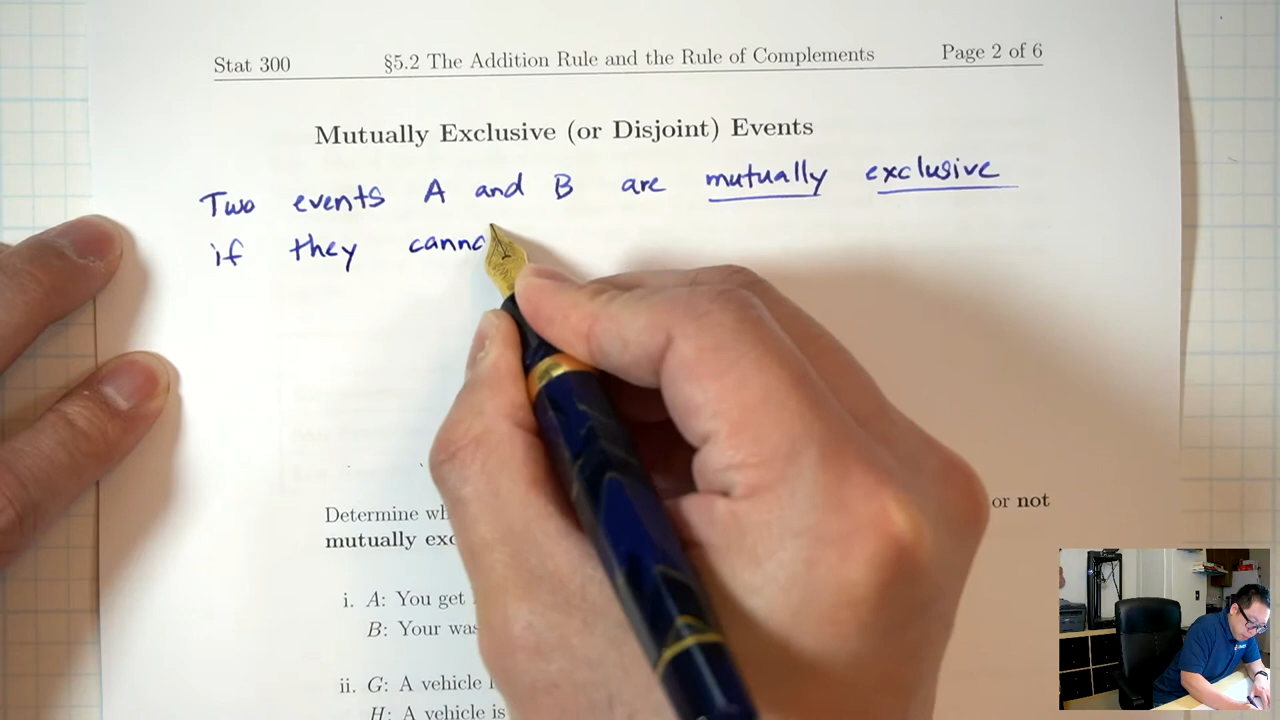 Stat 300 §5.2 The Addition Rule and the Rule of Complements Page 2 of 6
Mutually Exclusive (or Disjoint) Events
Two events A and B are mutually exclusive
if they canno
Determine wh or not
mutually exc
i. A: You get
B: Your was
ii. G: A vehicle
H: A vehicle is